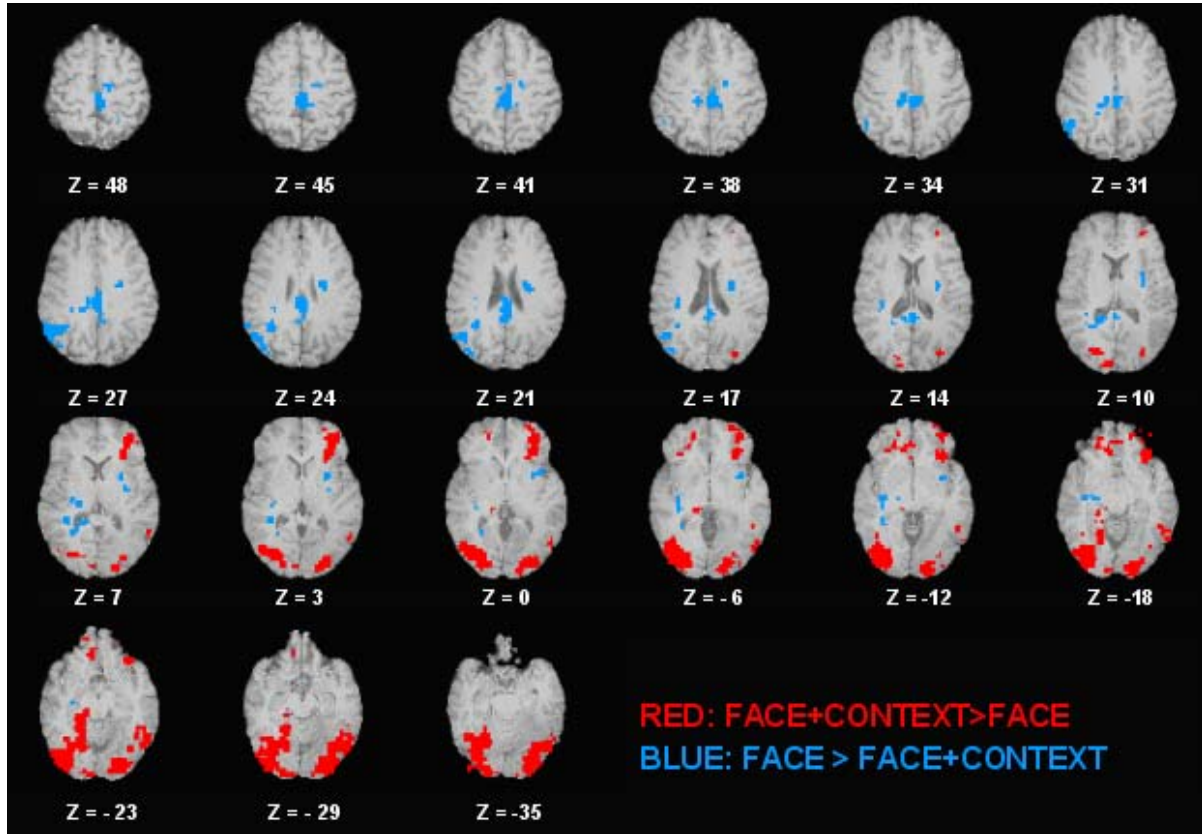 Z = 48 Z = 45 Z = 41 Z = 38 Z = 34 Z = 31
Z = 27 Z = 24 Z = 21 Z = 17 Z = 14 Z = 10
Z = 7 Z = 3 Z = 0 Z = - 6 Z = -12 Z = -18
RED: FACE+CONTEXT>FACE
BLUE: FACE > FACE+CONTEXT
Z = - 23 Z = - 29 Z = -35